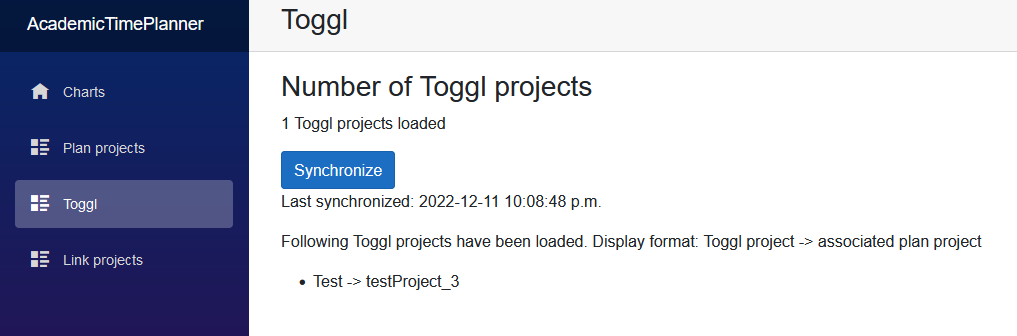 AcademicTimePlanner
Charts
Plan projects
Toggl
Link projects
Toggl
Number of Toggl projects
1 Toggl projects loaded
Synchronize
Last synchronized: 2022-12-11 10:08:48 p.m.
Following Toggl projects have been loaded. Display format: Toggl project -> associated plan project
• Test -> testProject_3